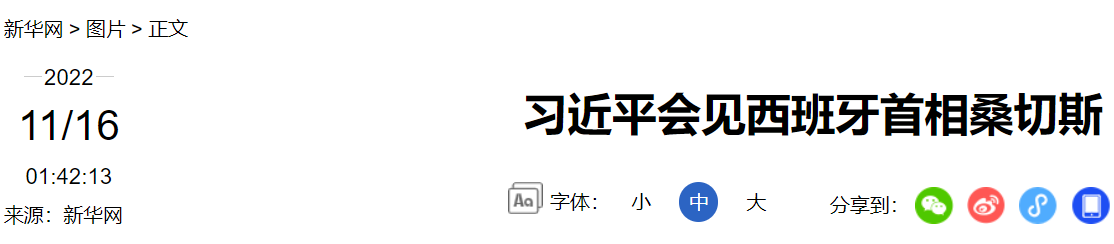 新华网 > 图片 > 正文
2022
11/16
01:42:13
来源：新华网
习近平会见西班牙首相桑切斯
Aa 字体： 小 中 大 分享到：